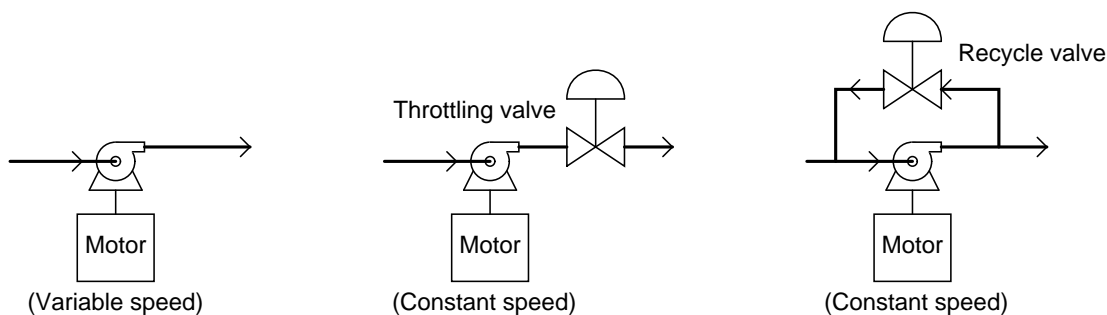 Recycle valve
Throttling valve
Motor
Motor
Motor
(Variable speed)
(Constant speed)
(Constant speed)